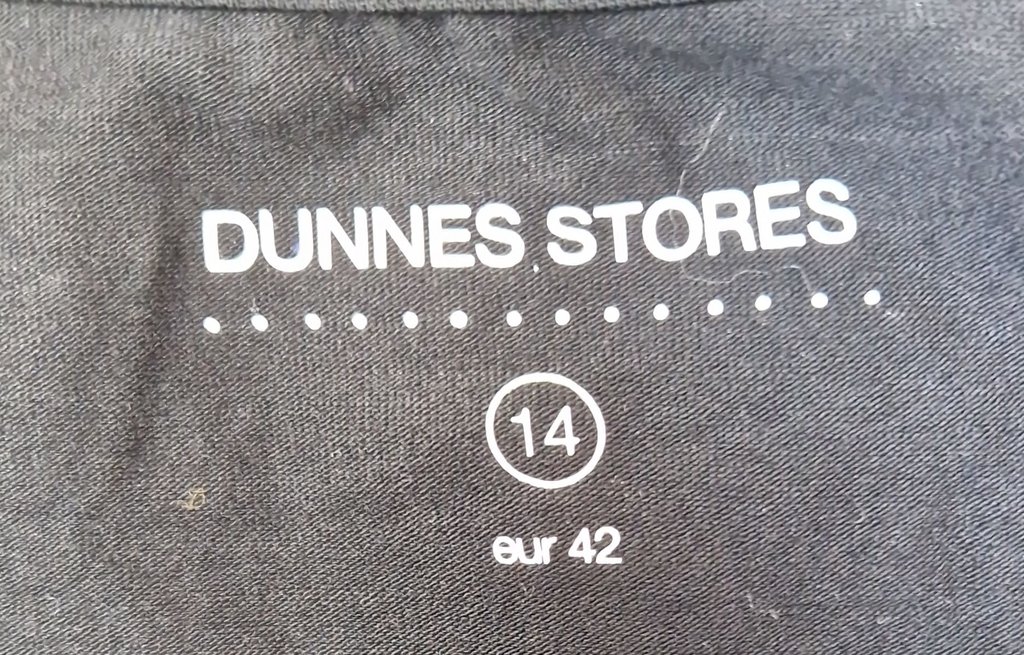 DUNNES STORES
14
eur 42